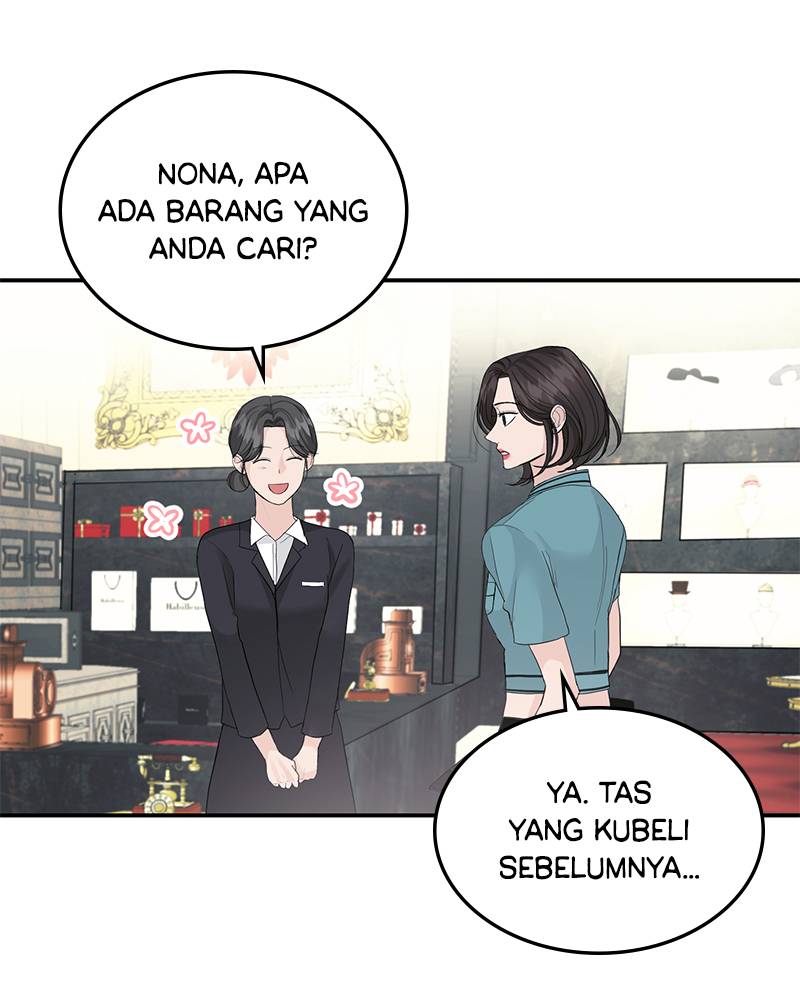 NONA, APA
ADA BARANG YANG
ANDA CARI?
YA. TAS
YANG KUBELI
SEBELUMNYA...